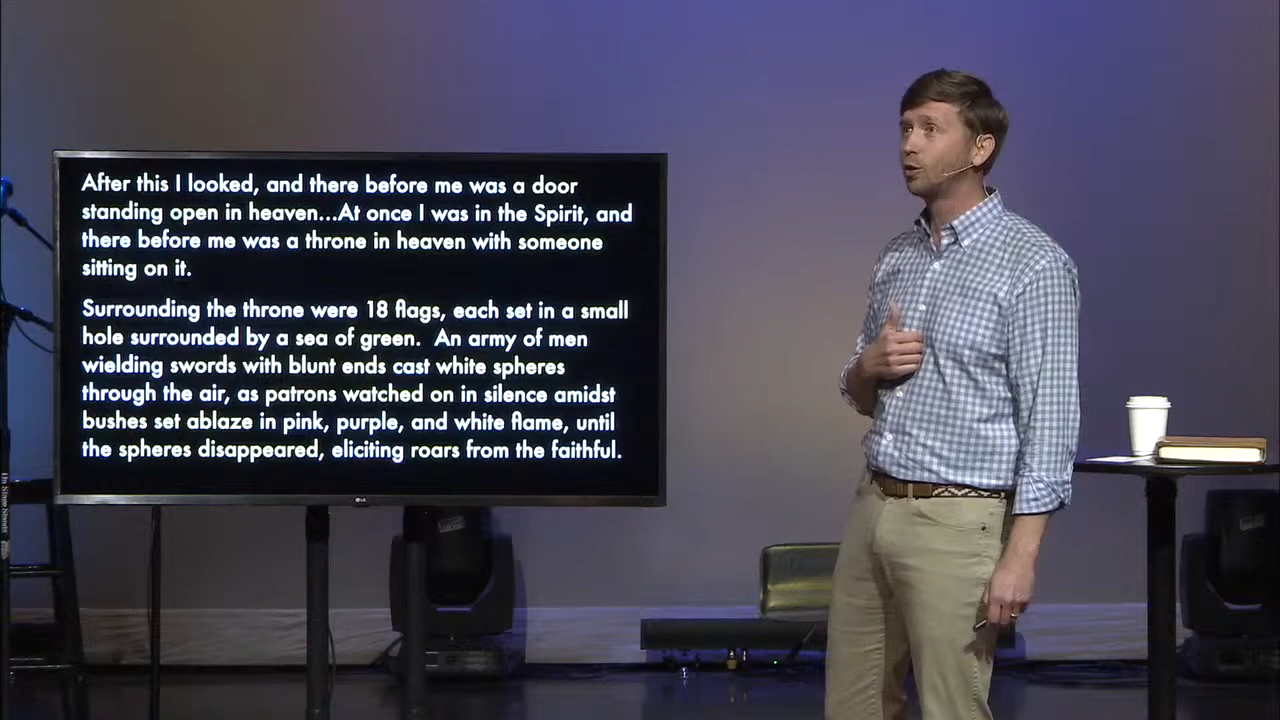 After this I looked, and there before me was a door
standing open in heaven...At once I was in the Spirit, and
there before me was a throne in heaven with someone
sitting on it.
Surrounding the throne were 18 flags, each set in a small
hole surrounded by a sea of green.  An army of men
wielding swords with blunt ends cast white spheres
through the air, as patrons watched on in silence amidst
bushes set ablaze in pink, purple, and white flame, until
the spheres disappeared, eliciting roars from the faithful.
LG
On Stage Stands